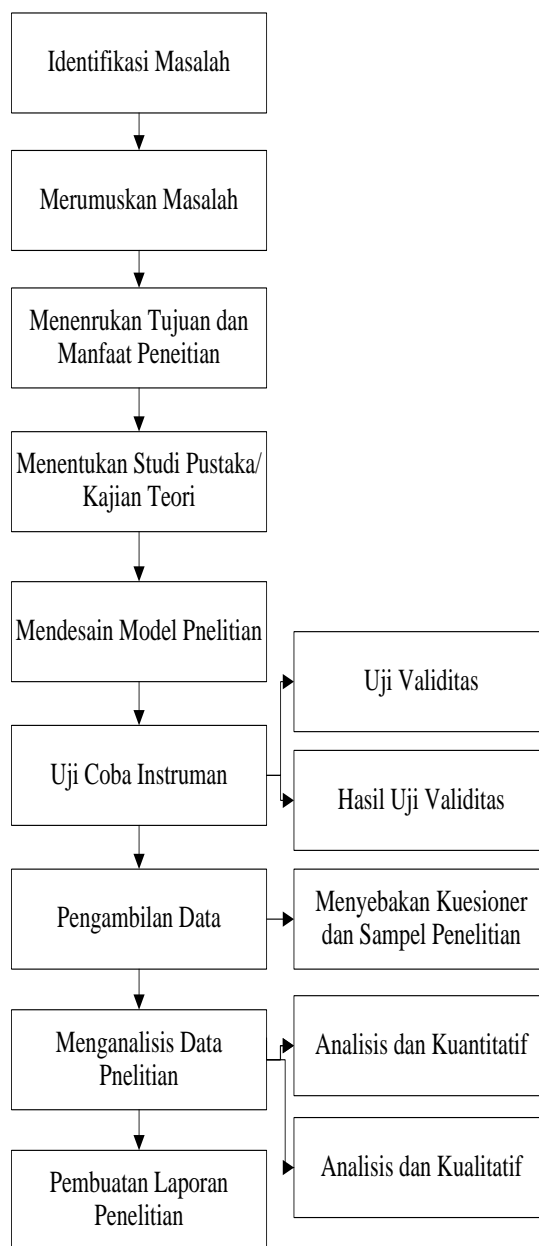 Identifikasi Masalah
Merumuskan Masalah
Menenrukan Tujuan dan
Manfaat Peneitian
Menentukan Studi Pustaka/
Kajian Teori
Mendesain Model Pnelitian
Uji Validitas
Uji Coba Instruman
Hasil Uji Validitas
Pengambilan Data
Menyebakan Kuesioner
dan Sampel Penelitian
Menganalisis Data
Pnelitian
Analisis dan Kuantitatif
Analisis dan Kualitatif
Pembuatan Laporan
Penelitian